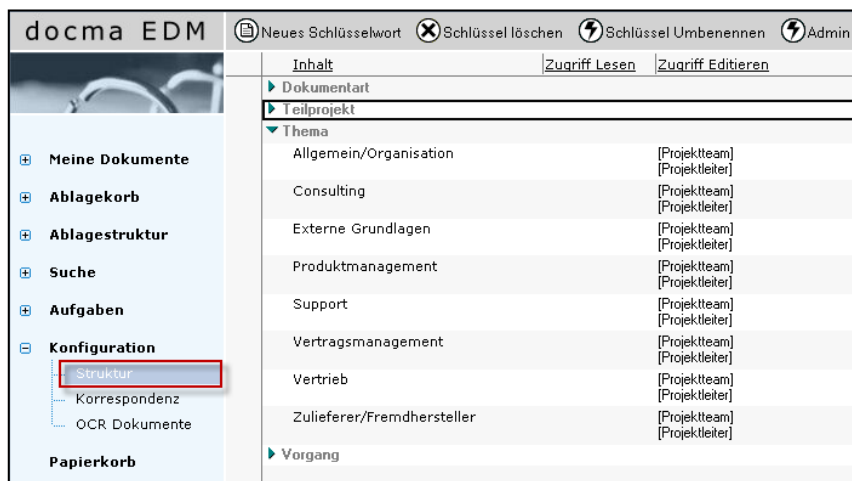 docma EDM
Neues Schlüsselwort Schlüssel löschen Schlüssel Umbenennen Admin
Inhalt Zugriff Lesen Zugriff Editieren
Dokumentart
Teilprojekt
Thema
Allgemein/Organisation [Projektteam]
[Projektleiter]
Consulting [Projektteam]
[Projektleiter]
Externe Grundlagen [Projektteam]
[Projektleiter]
Produktmanagement [Projektteam]
[Projektleiter]
Support [Projektteam]
[Projektleiter]
Vertragsmanagement [Projektteam]
[Projektleiter]
Vertrieb [Projektteam]
[Projektleiter]
Zulieferer/Fremdhersteller [Projektteam]
[Projektleiter]
Vorgang
Meine Dokumente
Ablagekorb
Ablagestruktur
Suche
Aufgaben
Konfiguration
Struktur
Korrespondenz
OCR Dokumente
Papierkorb